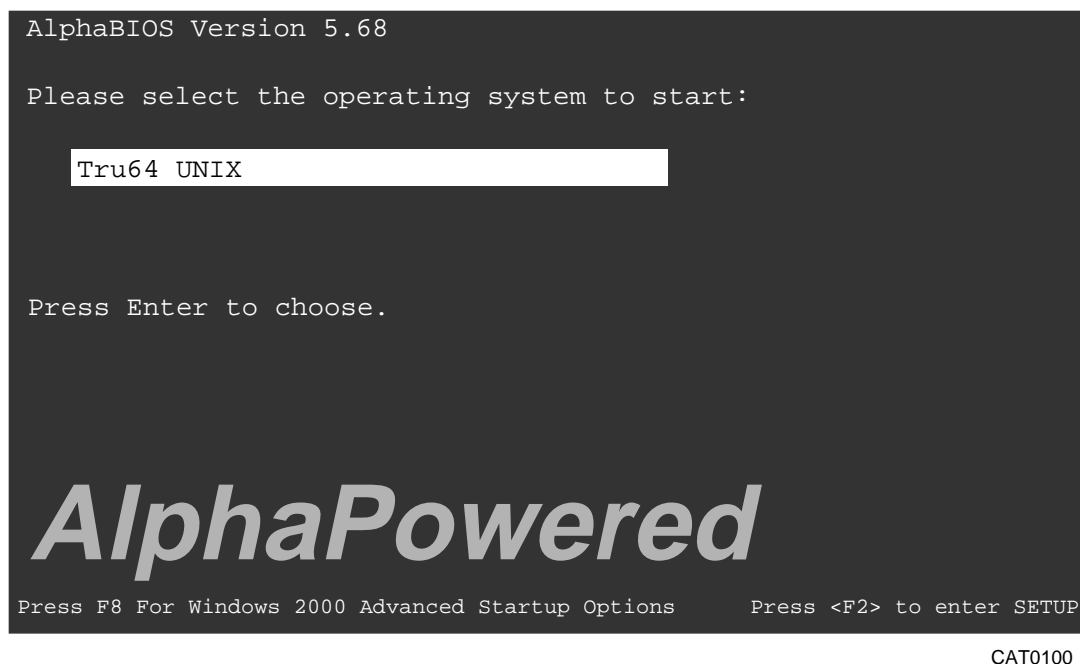 AlphaBIOS Version 5.68
Please select the operating system to start:
Tru64 UNIX
Press Enter to choose.
AlphaPowered
Press F8 For Windows 2000 Advanced Startup Options Press <F2> to enter SETUP
CAT0100